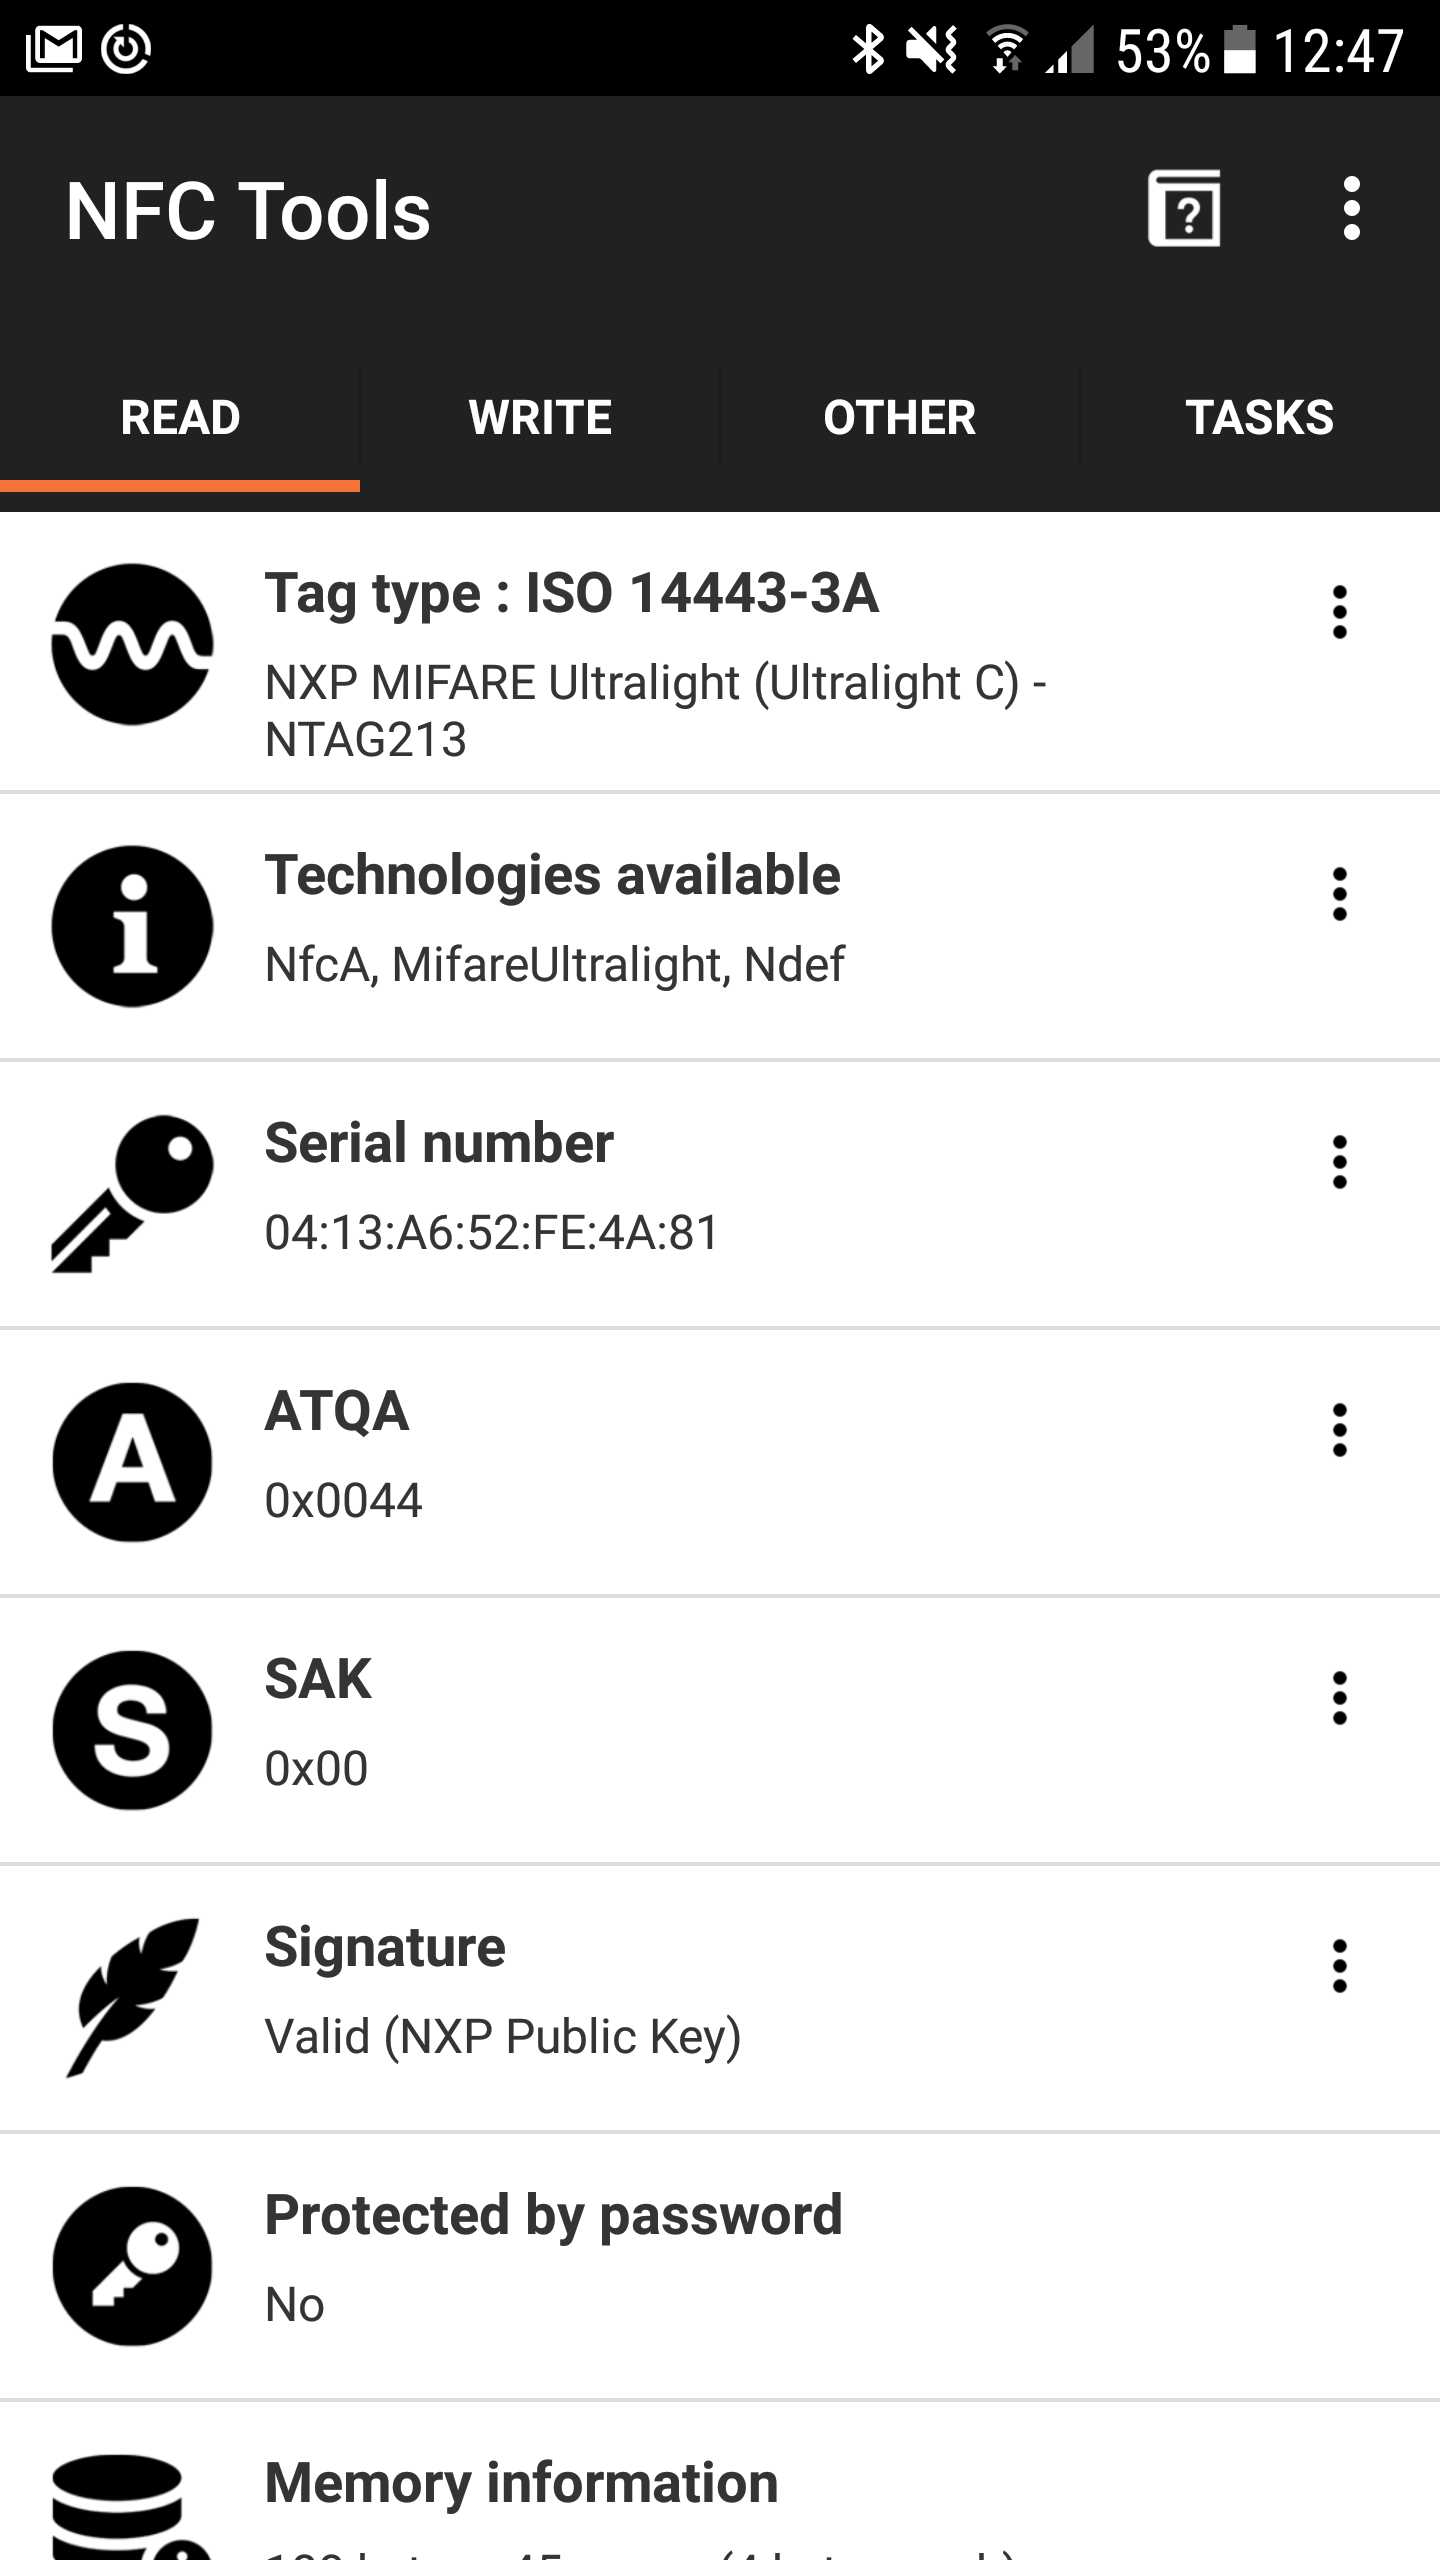 53% 12:47
NFC Tools
READ WRITE OTHER TASKS
Tag type : ISO 14443-3A
NXP MIFARE Ultralight (Ultralight C) -
NTAG213
Technologies available
NfcA, MifareUltralight, Ndef
Serial number
04:13:A6:52:FE:4A:81
A
ATQA
0x0044
S
SAK
0x00
Signature
Valid (NXP Public Key)
Protected by password
No
Memory information